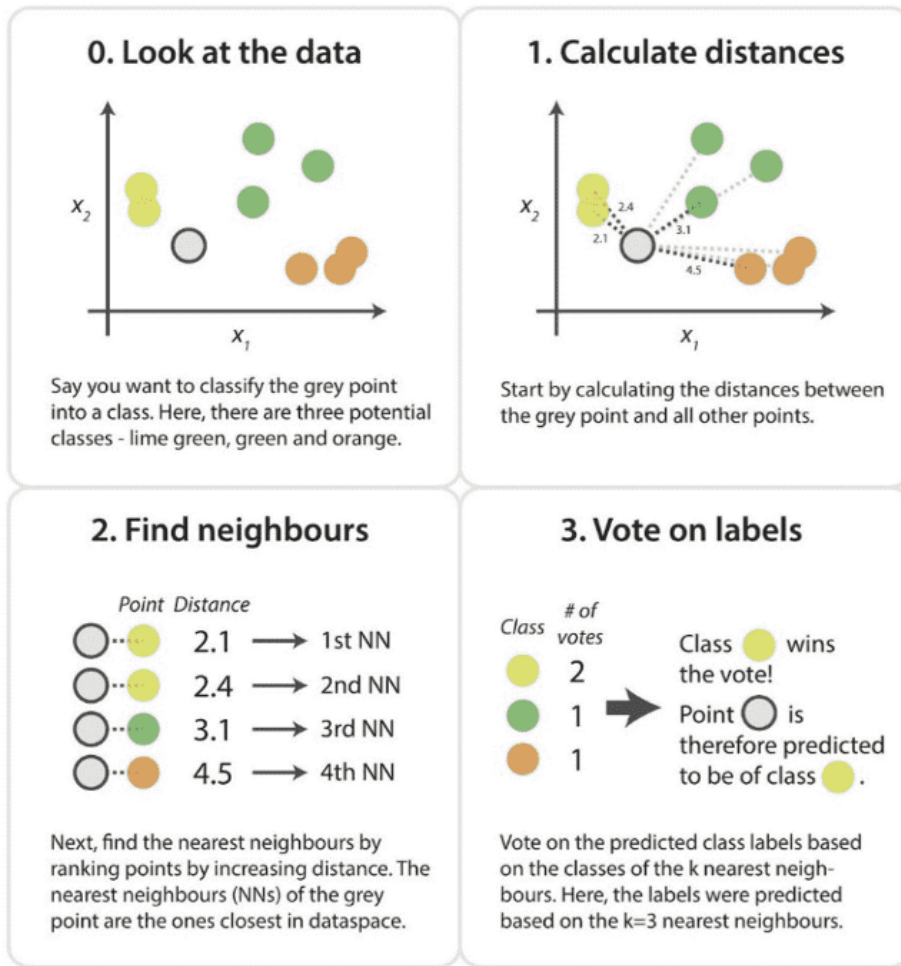 0. Look at the data
x2
x1
Say you want to classify the grey point
into a class. Here, there are three potential
classes - lime green, green and orange.
1. Calculate distances
x2
2.4
2.1
3.1
4.5
x1
Start by calculating the distances between
the grey point and all other points.
2. Find neighbours
Point Distance
2.1 1st NN
2.4 2nd NN
3.1 3rd NN
4.5 4th NN
Next, find the nearest neighbours by
ranking points by increasing distance. The
nearest neighbours (NNs) of the grey
point are the ones closest in dataspace.
3. Vote on labels
Class # of votes
2
1
1
Class wins
the vote!
Point is
therefore predicted
to be of class .
Vote on the predicted class labels based
on the classes of the k nearest neigh-
bours. Here, the labels were predicted
based on the k=3 nearest neighbours.